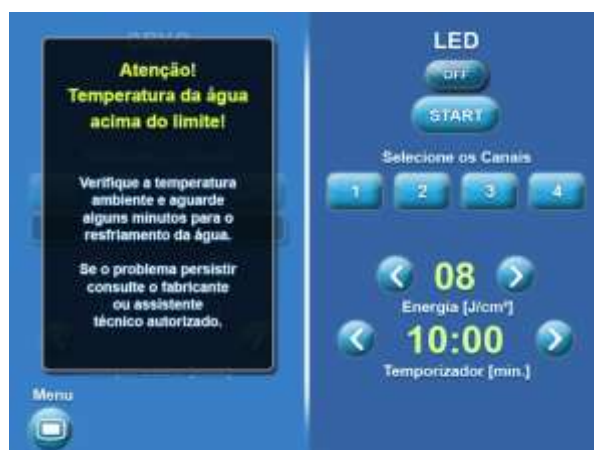 Atenção!
Temperatura da água
acima do limite!
Verifique a temperatura
ambiente e aguarde
alguns minutos para o
resfriamento da água.
Se o problema persistir
consulte o fabricante
ou assistente
técnico autorizado.
Menu
LED
OFF
START
Selecione os Canais
1 2 3 4
08
Energia [J/cm²]
10:00
Temporizador [min.]